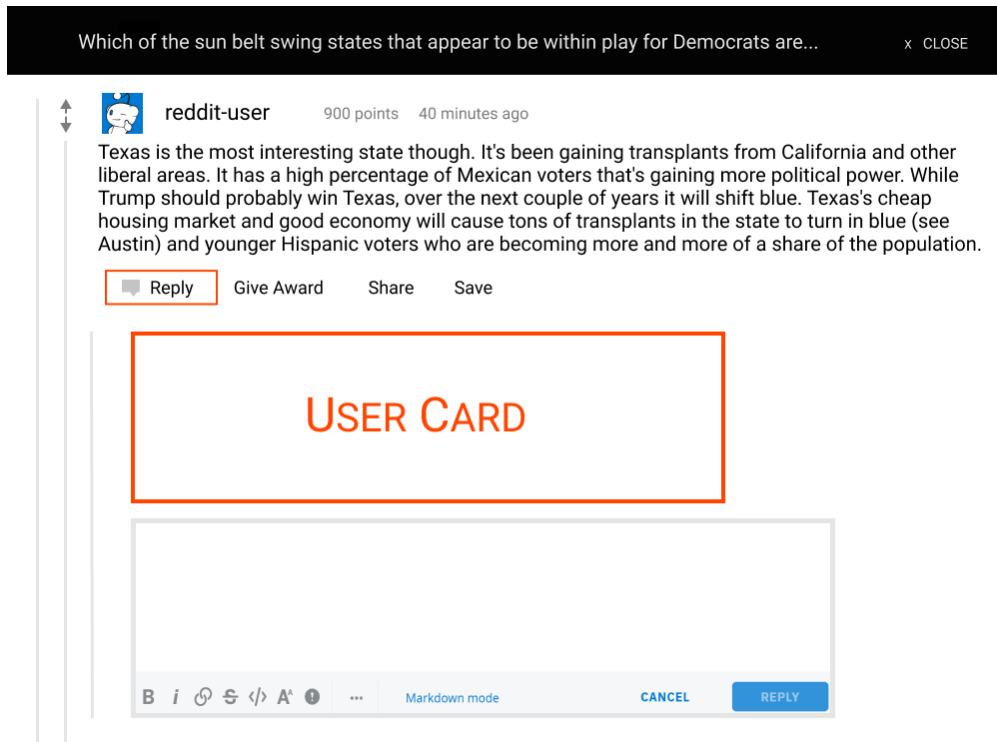 Which of the sun belt swing states that appear to be within play for Democrats are...
x CLOSE
reddit-user
900 points
40 minutes ago
Texas is the most interesting state though. It's been gaining transplants from California and other
liberal areas. It has a high percentage of Mexican voters that's gaining more political power. While
Trump should probably win Texas, over the next couple of years it will shift blue. Texas's cheap
housing market and good economy will cause tons of transplants in the state to turn in blue (see
Austin) and younger Hispanic voters who are becoming more and more of a share of the population.
Reply
Give Award
Share
Save
USER CARD
B i S </> A^A ...
Markdown mode
CANCEL
REPLY